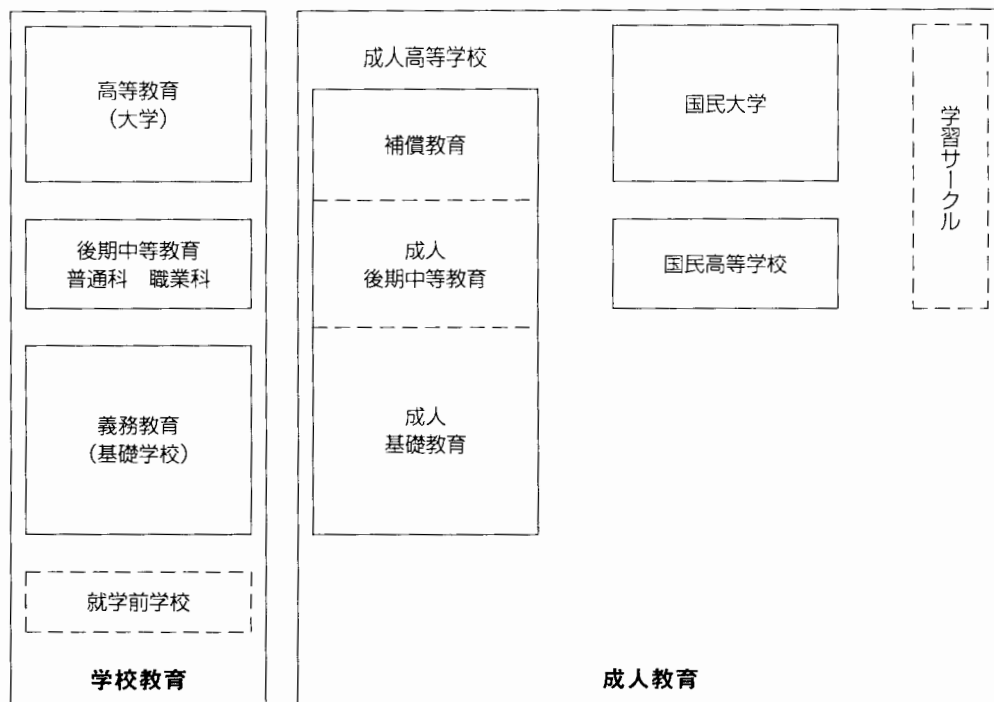 高等教育
（大学）
後期中等教育
普通科　職業科
義務教育
（基礎学校）
就学前学校
学校教育
成人高等学校
補償教育
成人
後期中等教育
成人
基礎教育
国民大学
国民高等学校
学習サークル
成人教育